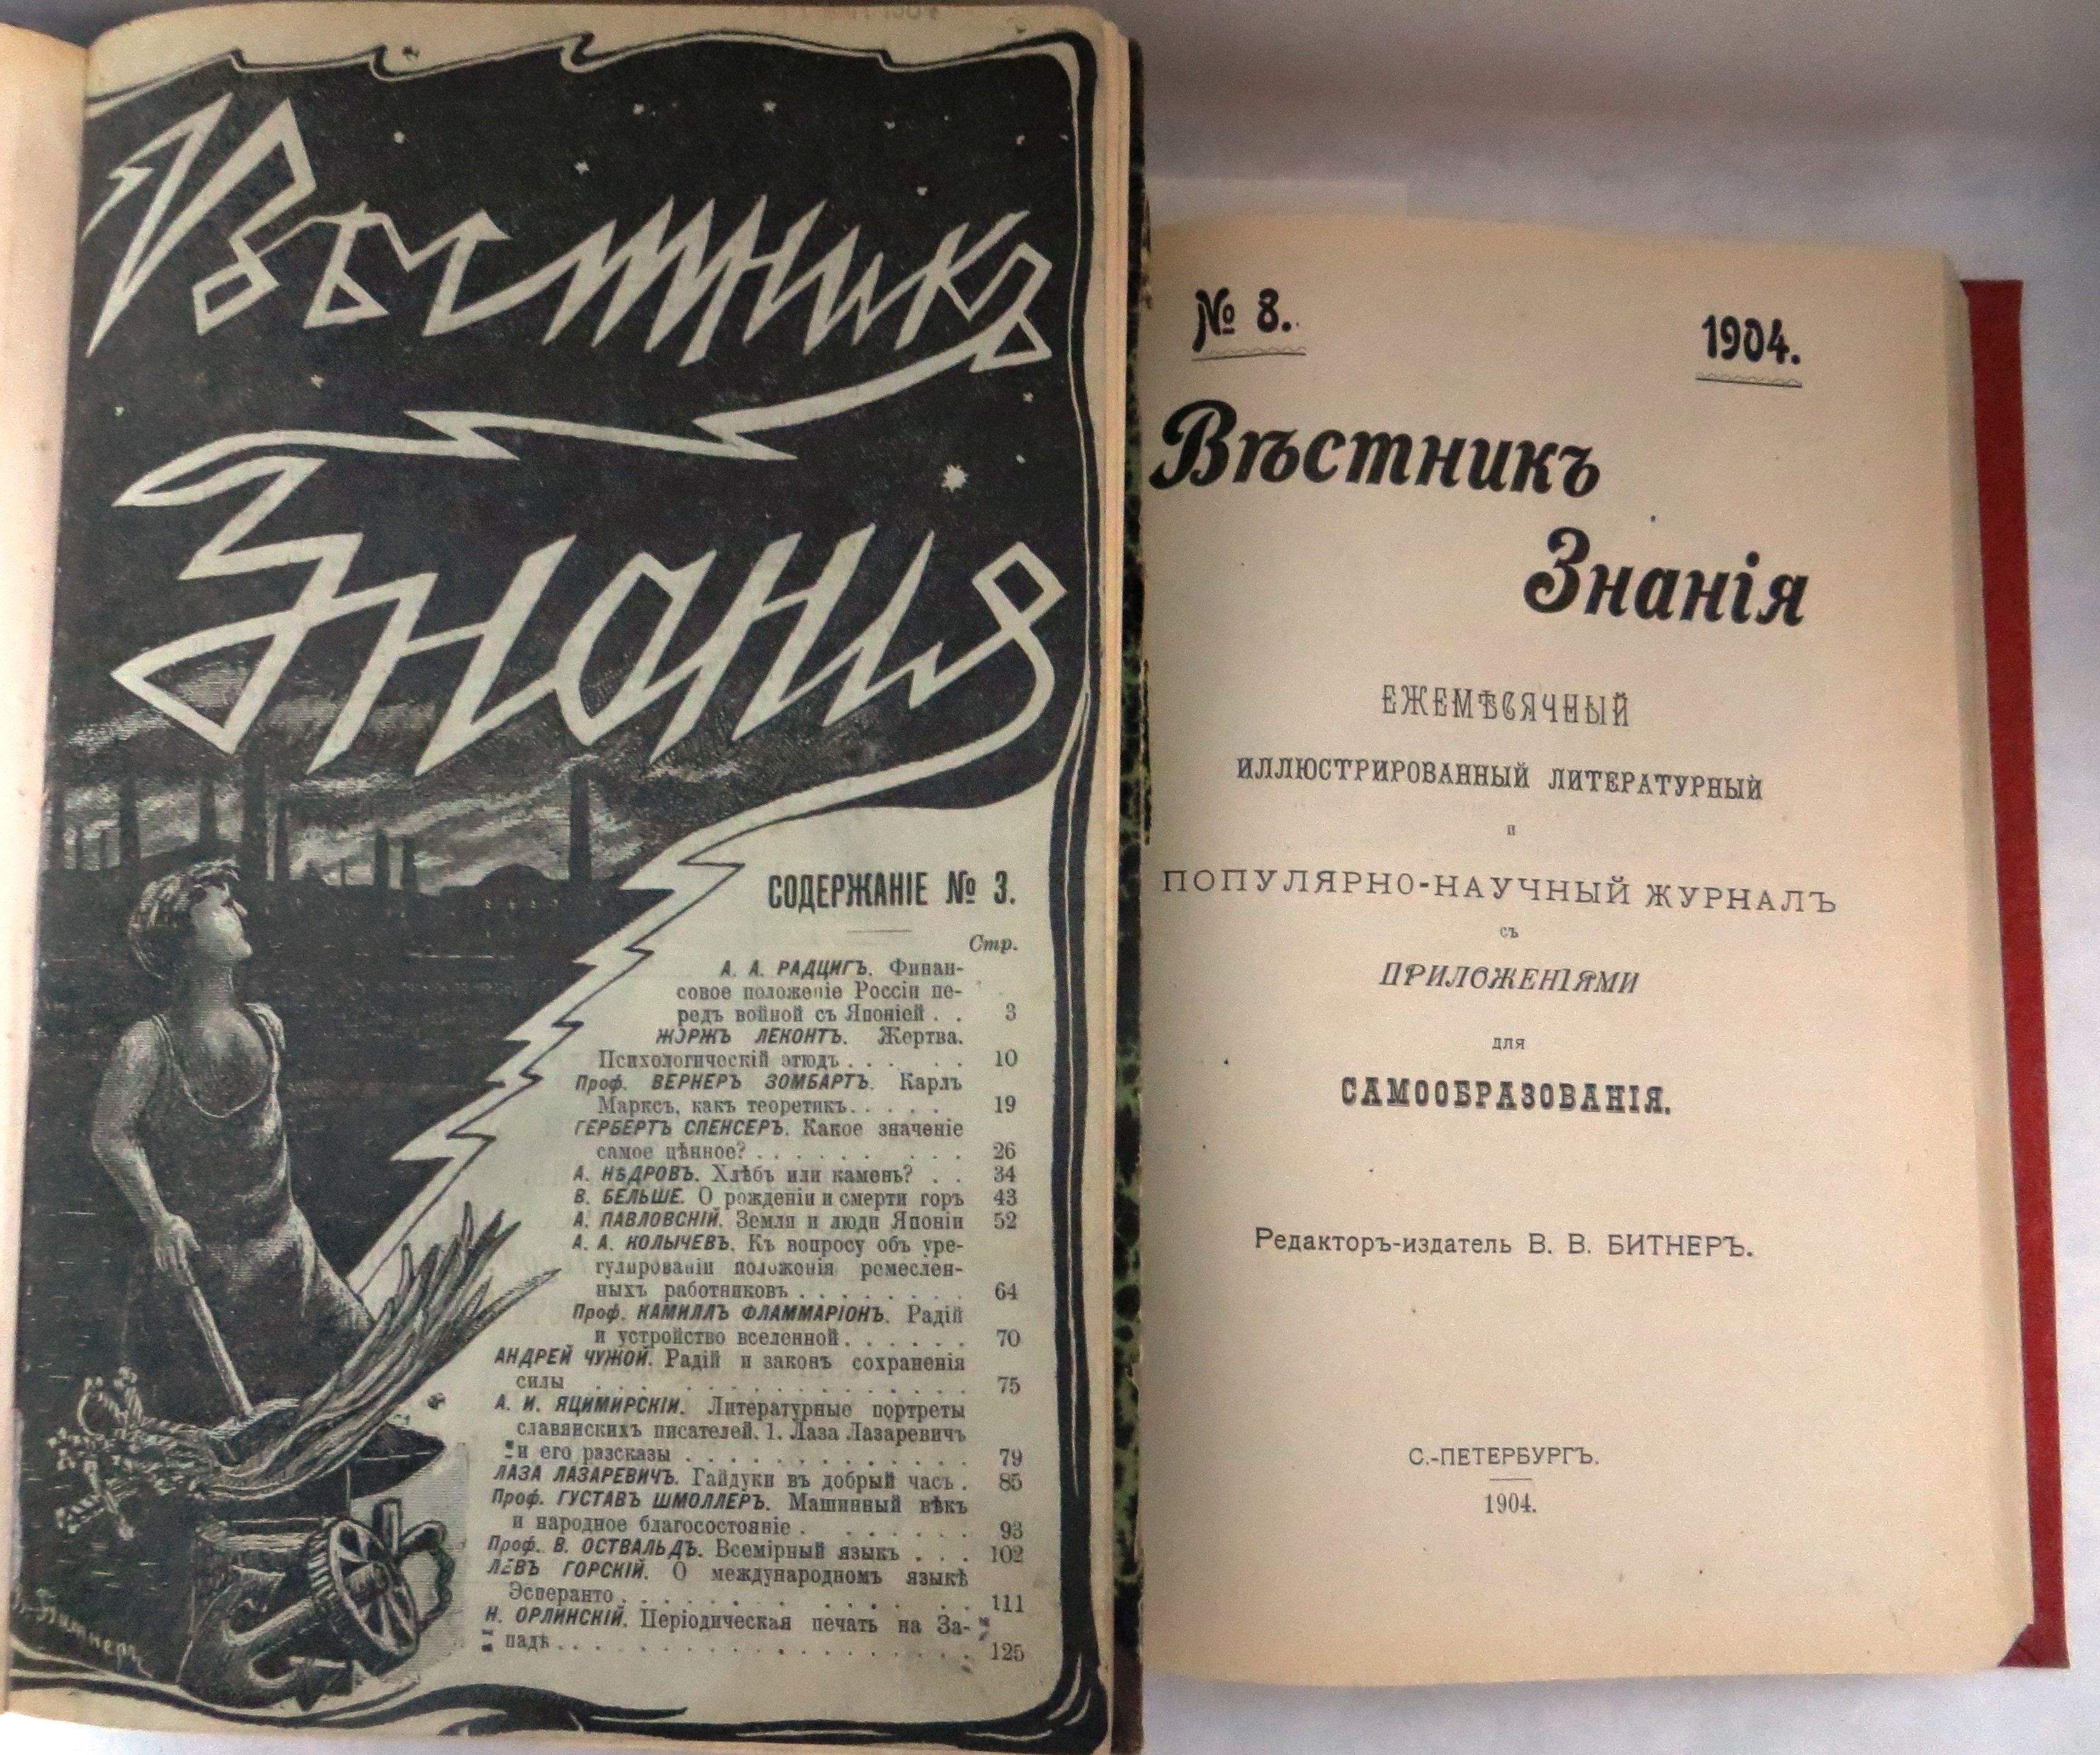 Вѣстникъ
Знанія
СОДЕРЖАНІЕ № 3.
Стр.
А. А. РАДЦИГЪ. Финан-
совое положеніе Россіи пе-
редъ войной съ Японіей . . 3
ЖОРЖЪ ЛЕКОНТЪ. Жертва.
Психологическій этюдъ . . . . . 10
Проф. ВЕРНЕРЪ ЗОМБАРТЪ. Карлъ
Марксъ, какъ теоретикъ . . . . . 19
ГЕРБЕРТЪ СПЕНСЕРЪ. Какое значеніе
самое цѣнное? . . . . . . . . . 26
А. НѢДРОВЪ. Хлѣбъ или камень? . . 34
В. БЕЛЬШЕ. О рожденіи и смерти горъ 43
А. ПАВЛОВСКІЙ. Земля и люди Японіи 52
А. А. КОЛЫЧЕВЪ. Къ вопросу объ уре-
гулированіи положенія ремеслен-
ныхъ работниковъ . . . . . . . . 64
Проф. КАМИЛЛЪ ФЛАММАРІОНЪ. Радій
и устройство вселенной . . . . . . 70
АНДРЕЙ ЧУЖОЙ. Радій и законъ сохраненія
силы . . . . . . . . . . . . . . . 75
А. И. ЯЦИМИРСКІЙ. Литературные портреты
славянскихъ писателей. 1. Лаза Лазаревичъ
и его разсказы . . . . . . . . . . . . . 79
ЛАЗА ЛАЗАРЕВИЧЪ. Гайдуки въ добрый часъ . 85
Проф. ГУСТАВЪ ШМОЛЛЕРЪ. Машинный вѣкъ
и народное благосостояніе . . . . . . . 93
Проф. В. ОСТВАЛЬДЪ. Всемірный языкъ . . . 102
ЛЕВЪ ГОРСКІЙ. О международномъ языкѣ
Эсперанто . . . . . . . . . . . . . . 111
Н. ОРЛИНСКІЙ. Періодическая печать на За-
падѣ . . . . . . . . . . . . . . . . . 125
В. Битнеръ
№ 8. 1904.
Вѣстникъ
Знанія
ЕЖЕМѢСЯЧНЫЙ
ИЛЛЮСТРИРОВАННЫЙ ЛИТЕРАТУРНЫЙ
и
ПОПУЛЯРНО-НАУЧНЫЙ ЖУРНАЛЪ
съ
ПРИЛОЖЕНІЯМИ
для
САМООБРАЗОВАНІЯ.
Редакторъ-издатель В. В. БИТНЕРЪ.
С.-ПЕТЕРБУРГЪ.
1904.